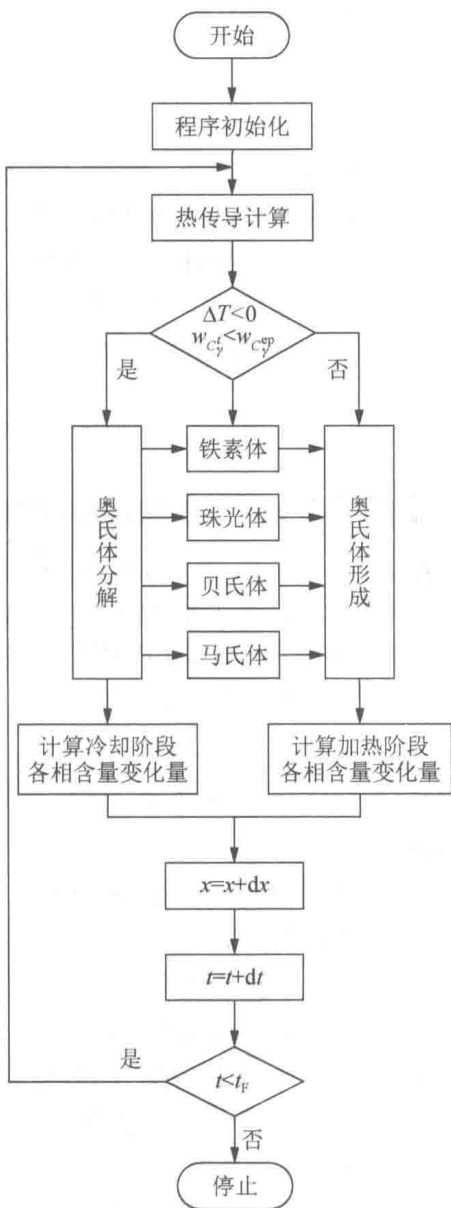 开始
程序初始化
热传导计算
ΔT<0
w_{C_γ^t}<w_{C_γ^{ep}}
是
否
奥氏体分解
铁素体
珠光体
贝氏体
马氏体
奥氏体形成
计算冷却阶段
各相含量变化量
计算加热阶段
各相含量变化量
x=x+dx
t=t+dt
是
t<t_F
否
停止